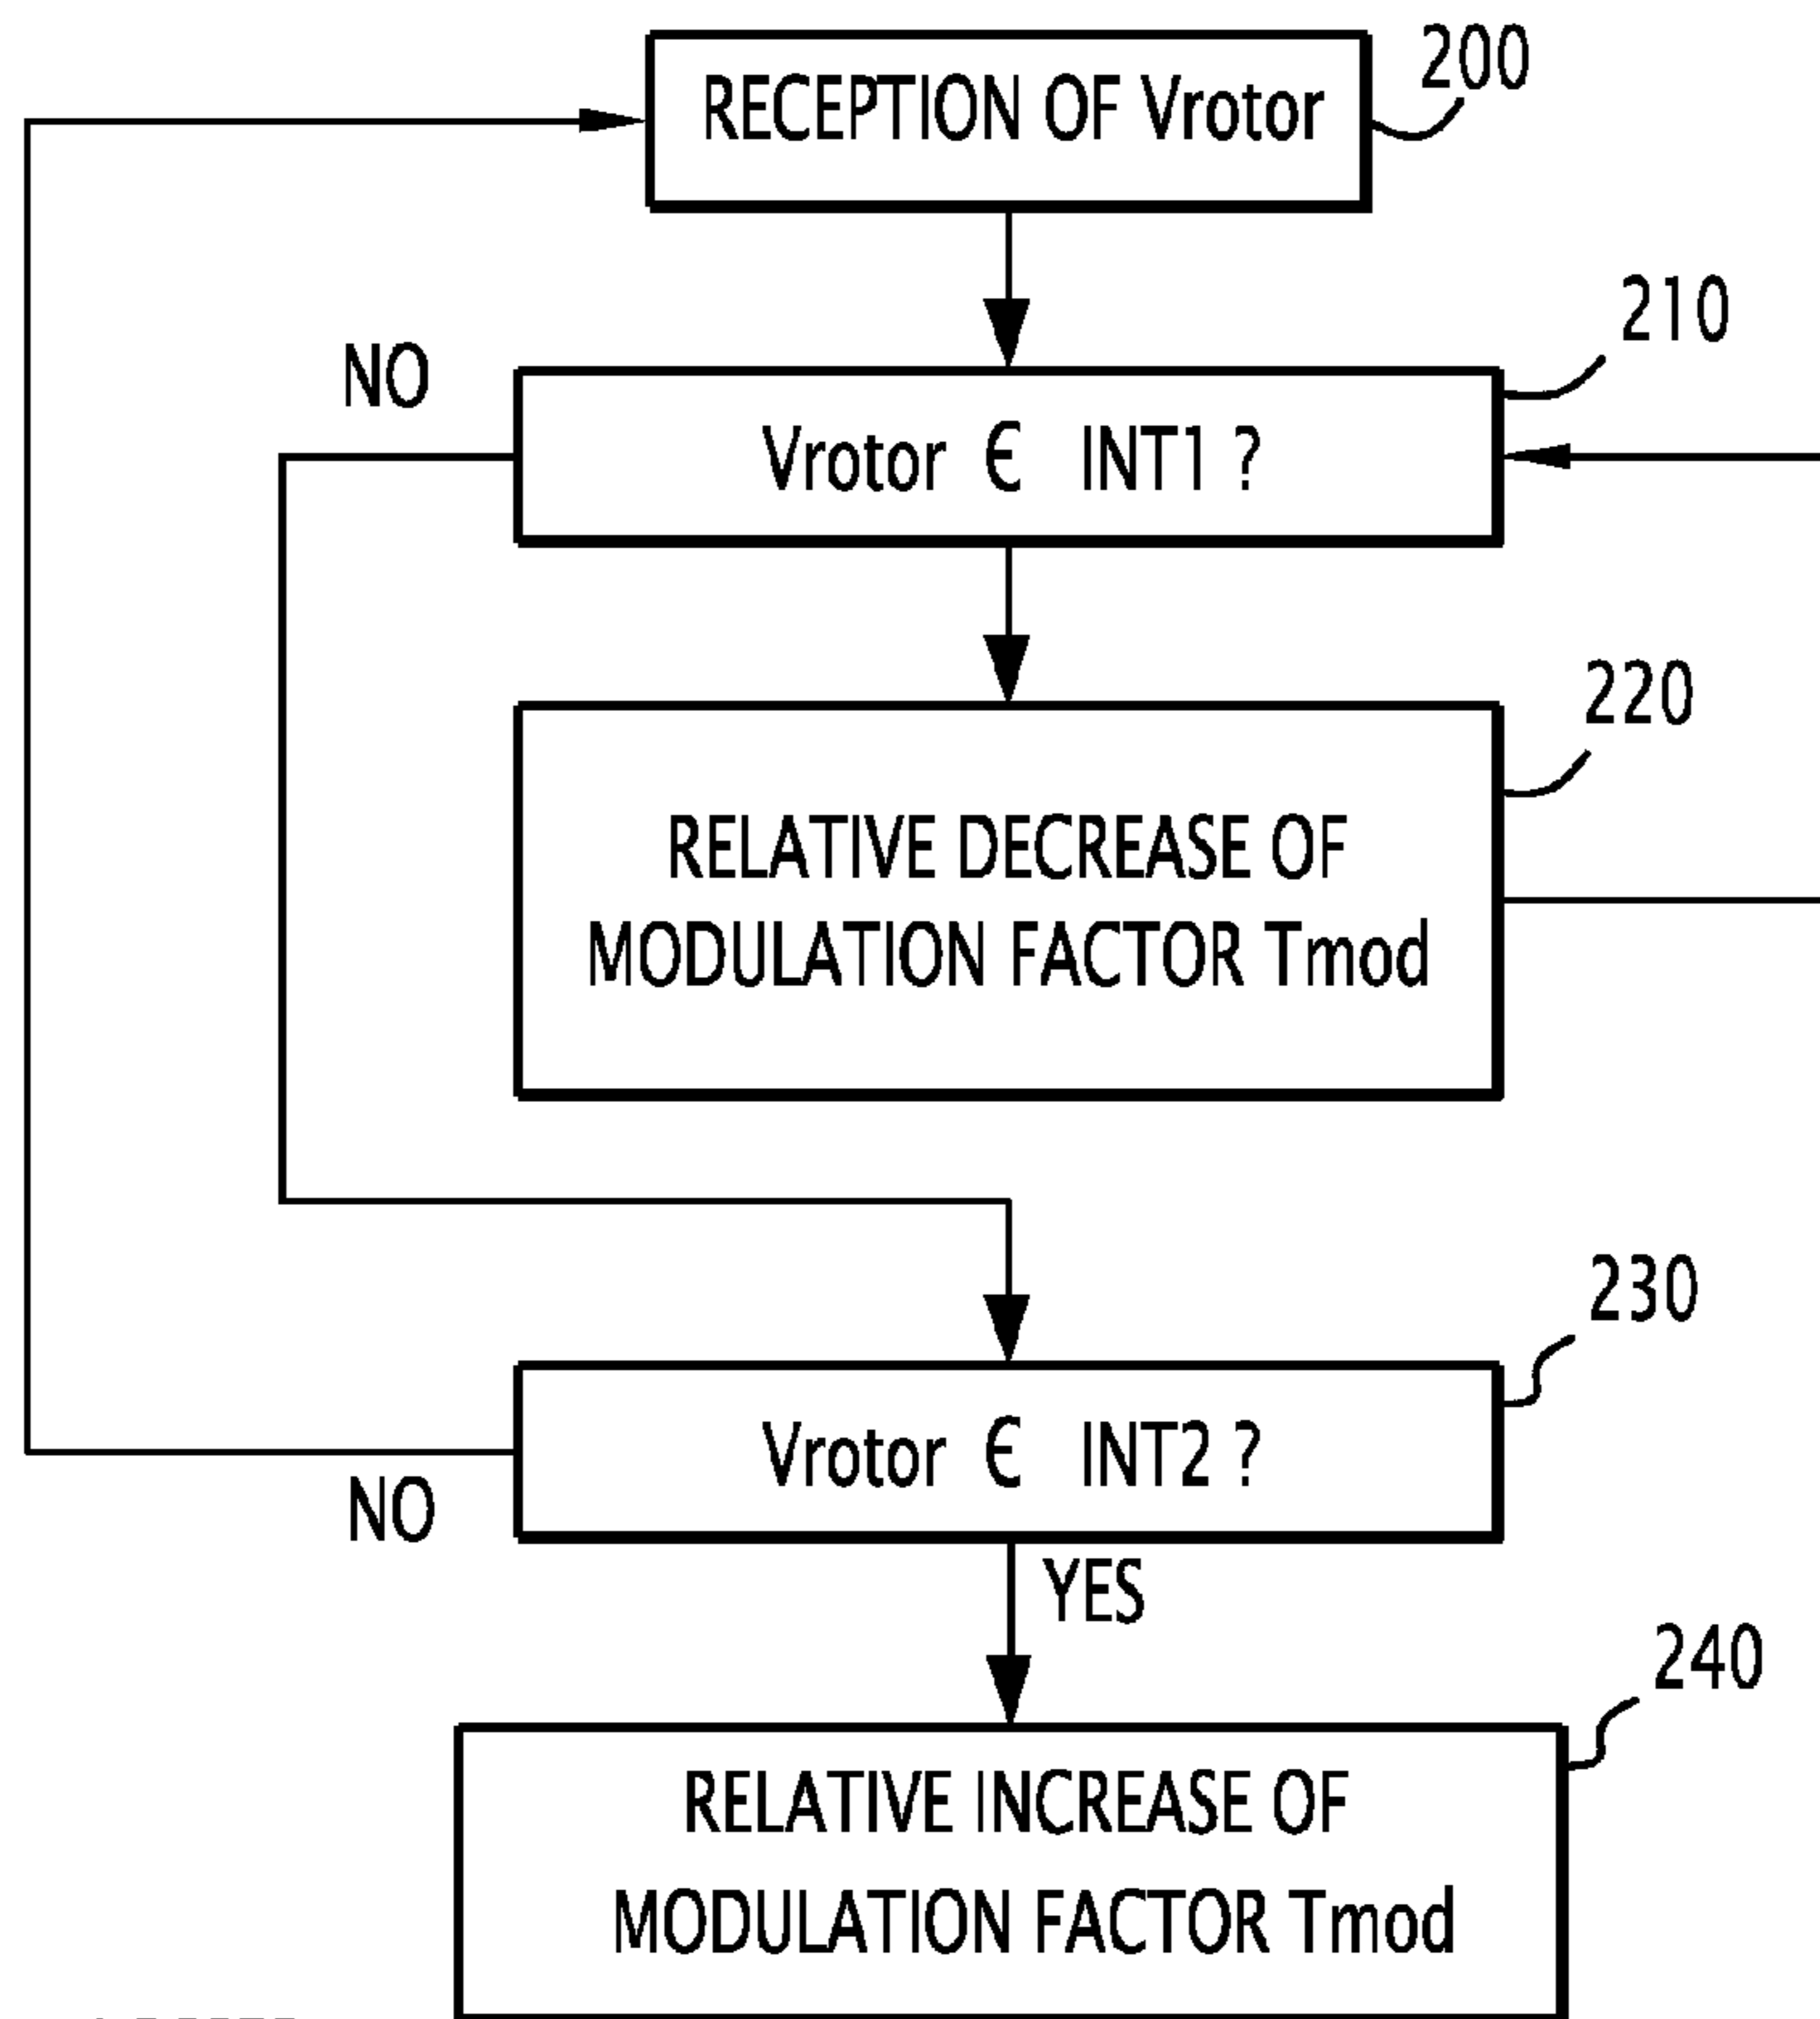 RECEPTION OF Vrotor
200
210
NO
Vrotor Є INT1 ?
220
RELATIVE DECREASE OF
MODULATION FACTOR Tmod
230
Vrotor Є INT2 ?
NO
YES
240
RELATIVE INCREASE OF
MODULATION FACTOR Tmod